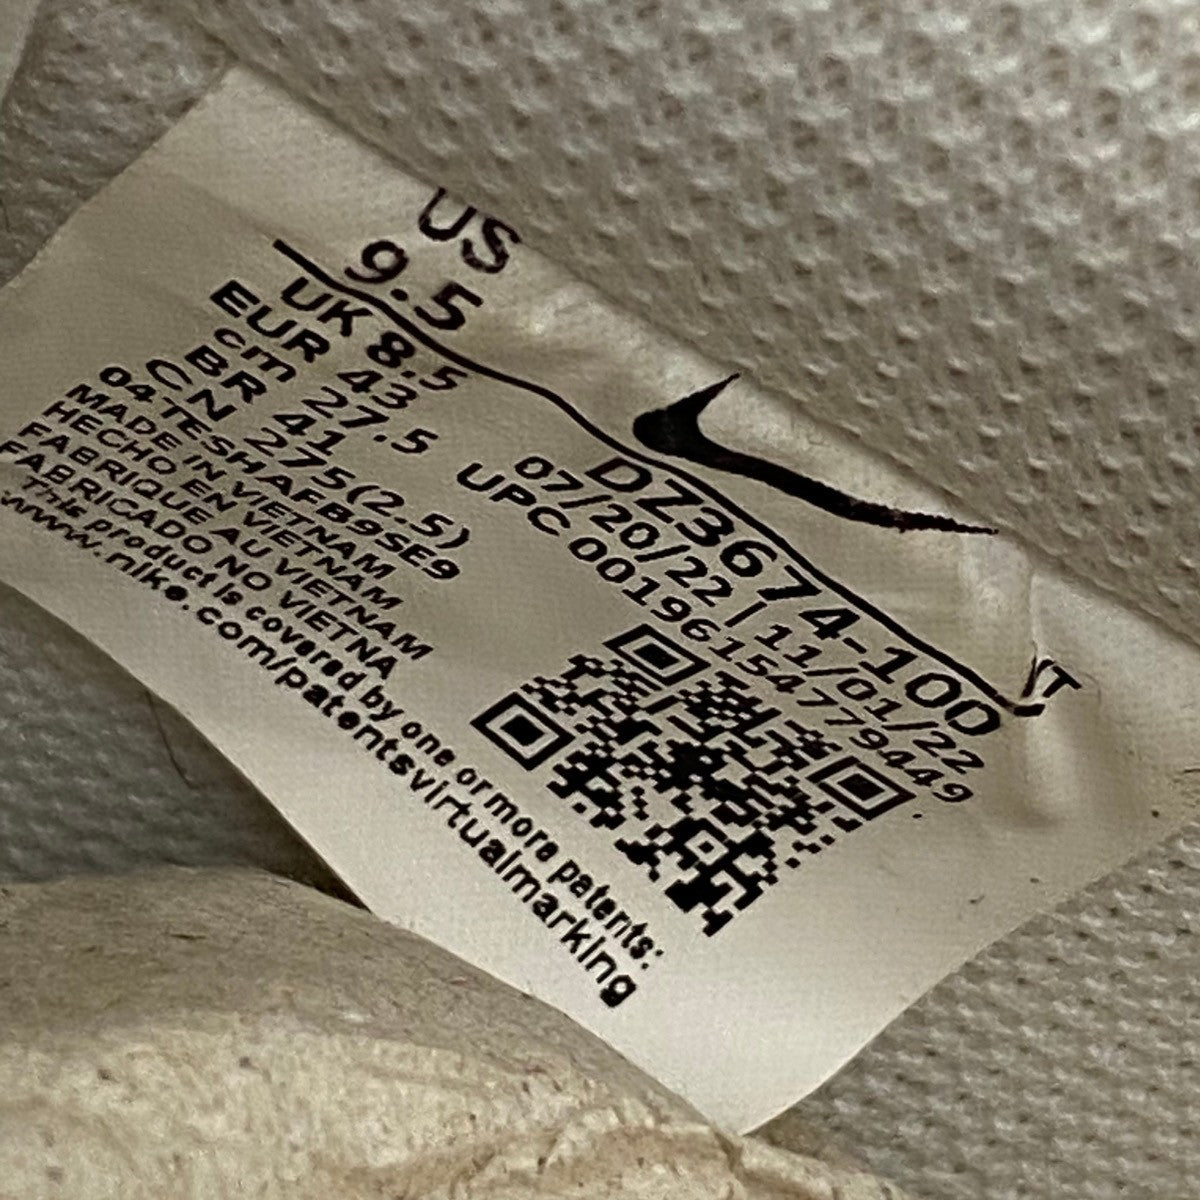 US
9.5
UK 8.5
EUR 43
cm 27.5
BR 41
CN 275(2.5)
04TESHAFB9SE9
MADE IN VIETNAM
HECHO EN VIETNAM
FABRIQUE AU VIETNAM
FABRICADO NO VIETNA
This product is covered by one or more patents:
www.nike.com/patentsvirtualmarking
DZ3674-100
07/20/22 | 11/01/22
UPC 00196154779449